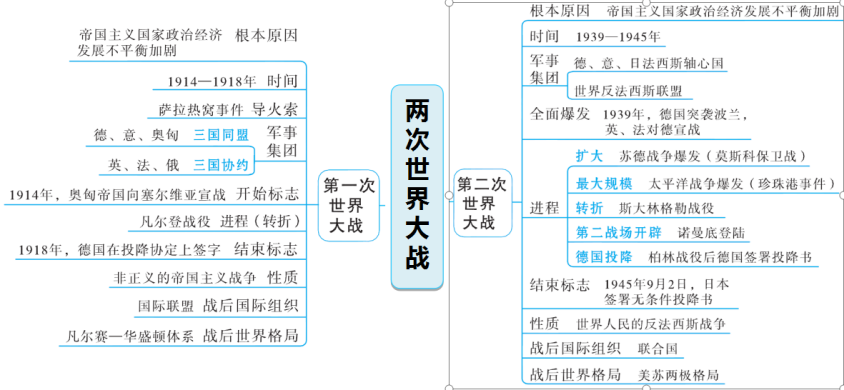 两次世界大战
第一次
世界
大战
帝国主义国家政治经济 根本原因
发展不平衡加剧
1914—1918年 时间
萨拉热窝事件 导火索
军事
集团
德、意、奥匈 三国同盟
英、法、俄 三国协约
1914年，奥匈帝国向塞尔维亚宣战 开始标志
凡尔登战役 进程（转折）
1918年，德国在投降协定上签字 结束标志
非正义的帝国主义战争 性质
国际联盟 战后国际组织
凡尔赛—华盛顿体系 战后世界格局
第二次
世界
大战
根本原因 帝国主义国家政治经济发展不平衡加剧
时间 1939—1945年
军事
集团
德、意、日法西斯轴心国
世界反法西斯联盟
全面爆发 1939年，德国突袭波兰，
英、法对德宣战
进程
扩大 苏德战争爆发（莫斯科保卫战）
最大规模 太平洋战争爆发（珍珠港事件）
转折 斯大林格勒战役
第二战场开辟 诺曼底登陆
德国投降 柏林战役后德国签署投降书
结束标志 1945年9月2日，日本
签署无条件投降书
性质 世界人民的反法西斯战争
战后国际组织 联合国
战后世界格局 美苏两极格局